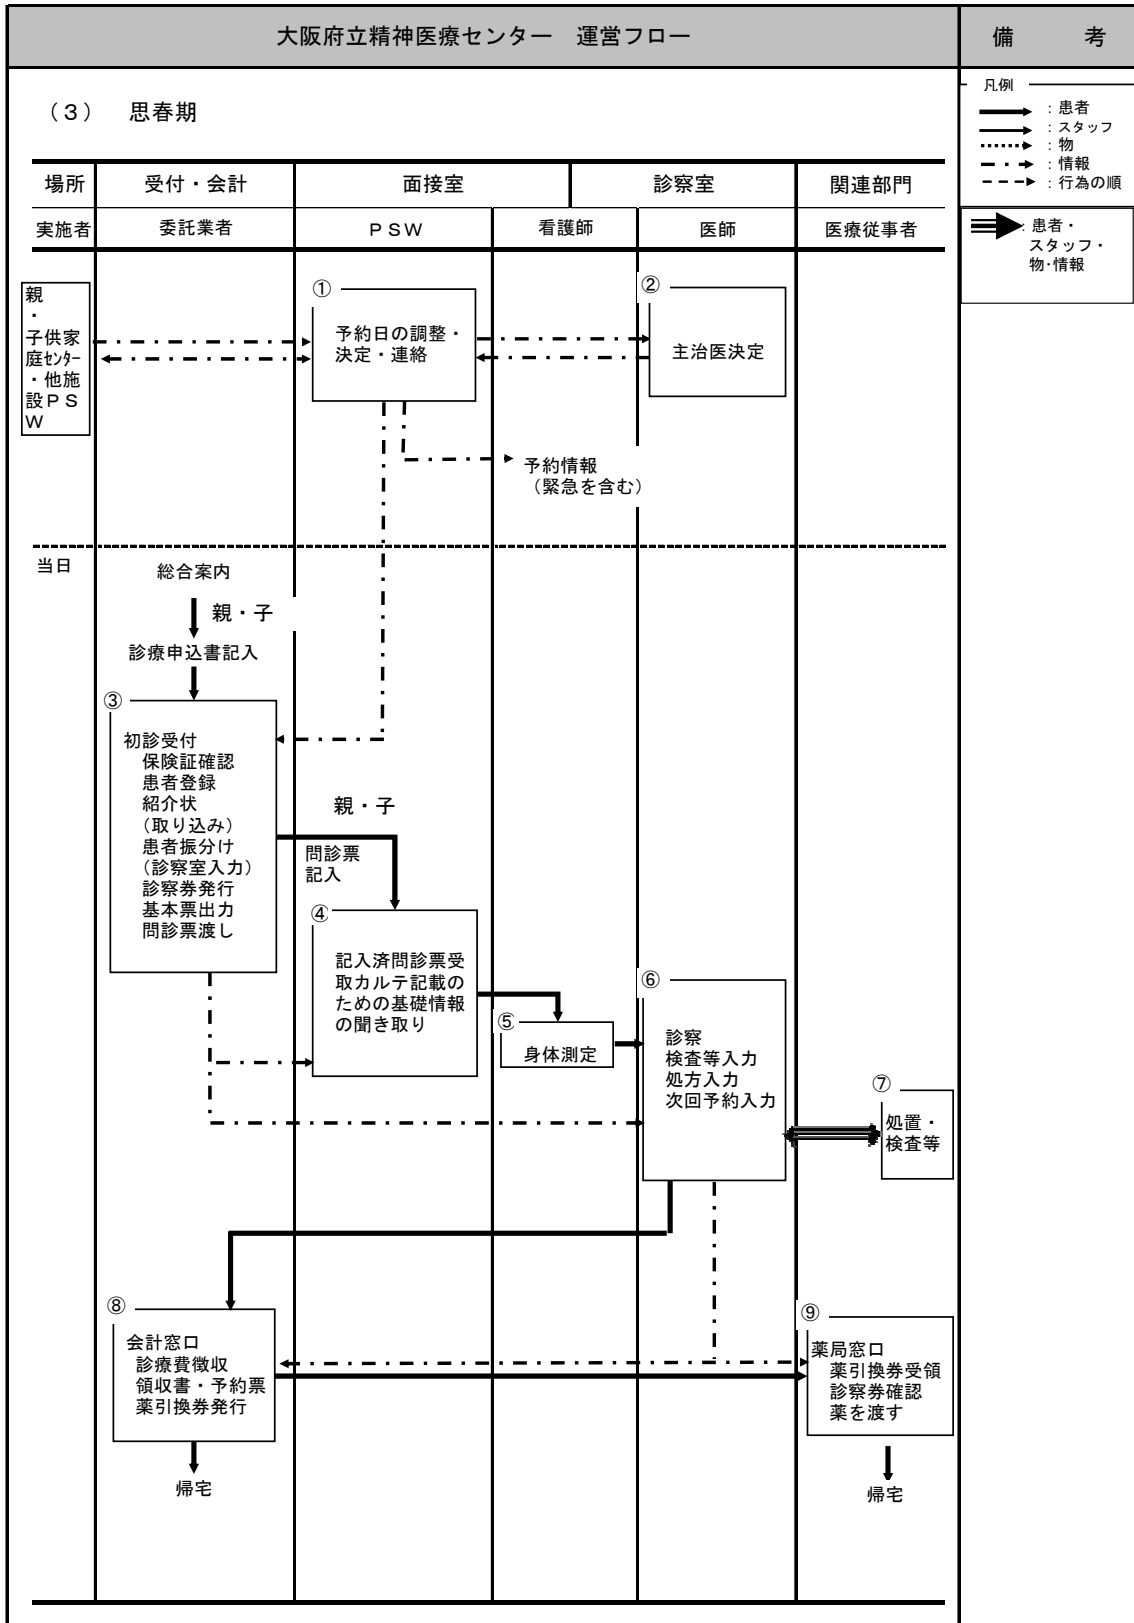 大阪府立精神医療センター　運営フロー
備　考
（３）　思春期
凡例
：患者
：スタッフ
：物
：情報
：行為の順
：患者・
スタッフ・
物・情報
場所
受付・会計
面接室
診察室
関連部門
実施者
委託業者
ＰＳＷ
看護師
医師
医療従事者
親
・
子供家
庭ｾﾝﾀｰ
・他施
設ＰＳ
Ｗ
①
予約日の調整・
決定・連絡
②
主治医決定
予約情報
（緊急を含む）
当日
総合案内
親・子
診療申込書記入
③
初診受付
保険証確認
患者登録
紹介状
(取り込み)
患者振分け
(診察室入力)
診察券発行
基本票出力
問診票渡し
親・子
問診票
記入
④
記入済問診票受
取カルテ記載の
ための基礎情報
の聞き取り
⑤
身体測定
⑥
診察
検査等入力
処方入力
次回予約入力
⑦
処置・
検査等
⑧
会計窓口
診療費徴収
領収書・予約票
薬引換券発行
帰宅
⑨
薬局窓口
薬引換券受領
診察券確認
薬を渡す
帰宅